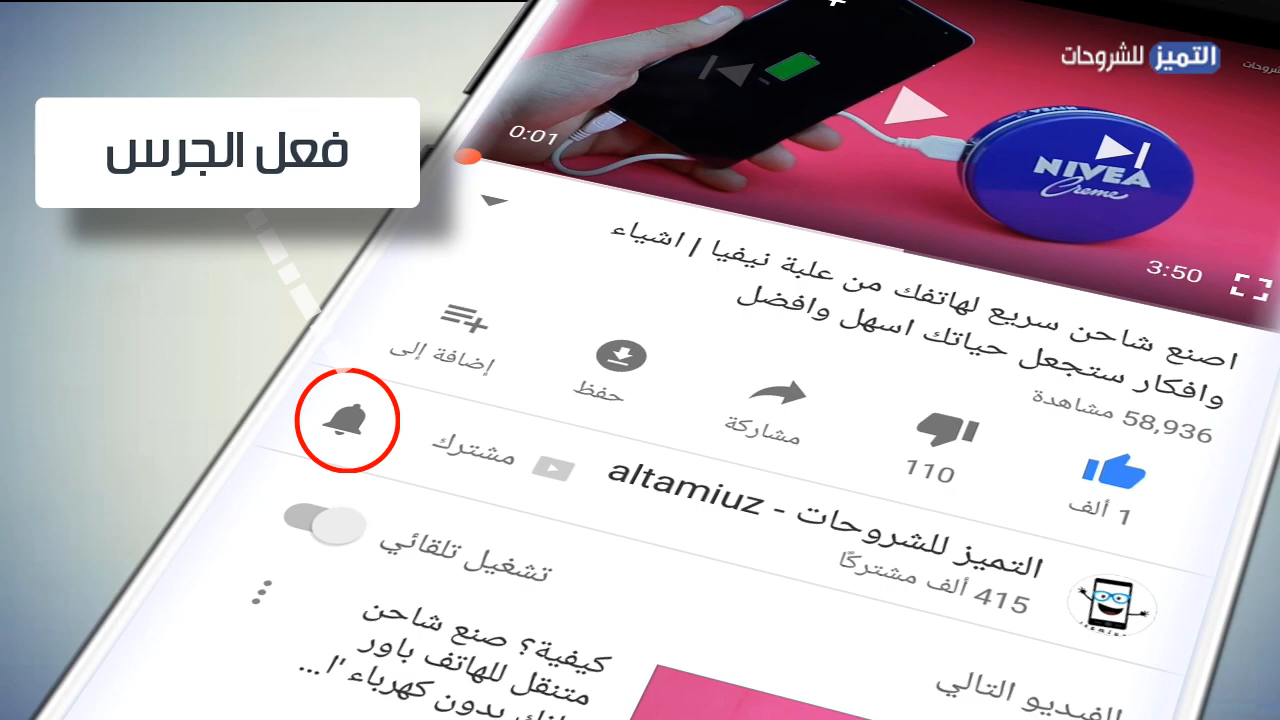 التميز للشروحات
فعل الجرس
0:01
NIVEA
Creme
3:50
اصنع شاحن سريع لهاتفك من علبة نيفيا | اشياء
وافكار ستجعل حياتك اسهل وافضل
58,936 مشاهدة
1 ألف
110
مشاركة
حفظ
إضافة إلى
التميز للشروحات - altamiuz
415 ألف مشتركًا
مشترك
تشغيل تلقائي
الفيديو التالي
كيفية؟ صنع شاحن
متنقل للهاتف باور
بدون كهرباء 'ا...